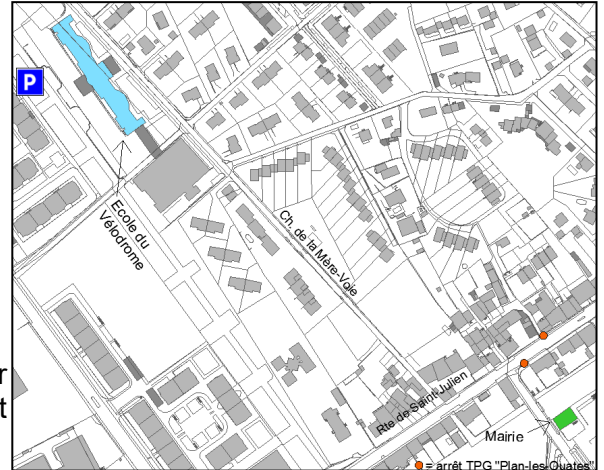 P
Ecole du
Vélodrome
Ch. de la Mère-Voie
r
t
Rte de Saint-Julien
Mairie
= arrêt TPG "Plan-les-Ouates"